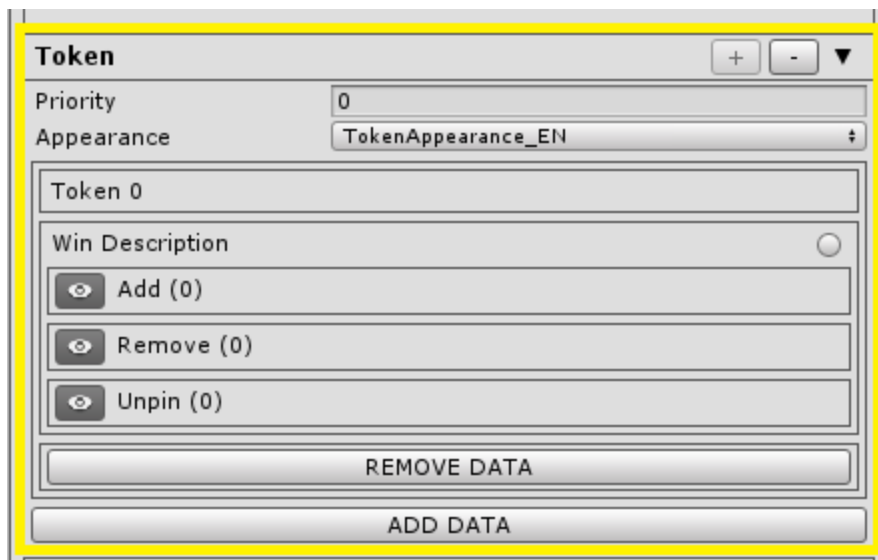 Token + - ▼
Priority 0
Appearance TokenAppearance_EN
Token 0
Win Description
Add (0)
Remove (0)
Unpin (0)
REMOVE DATA
ADD DATA